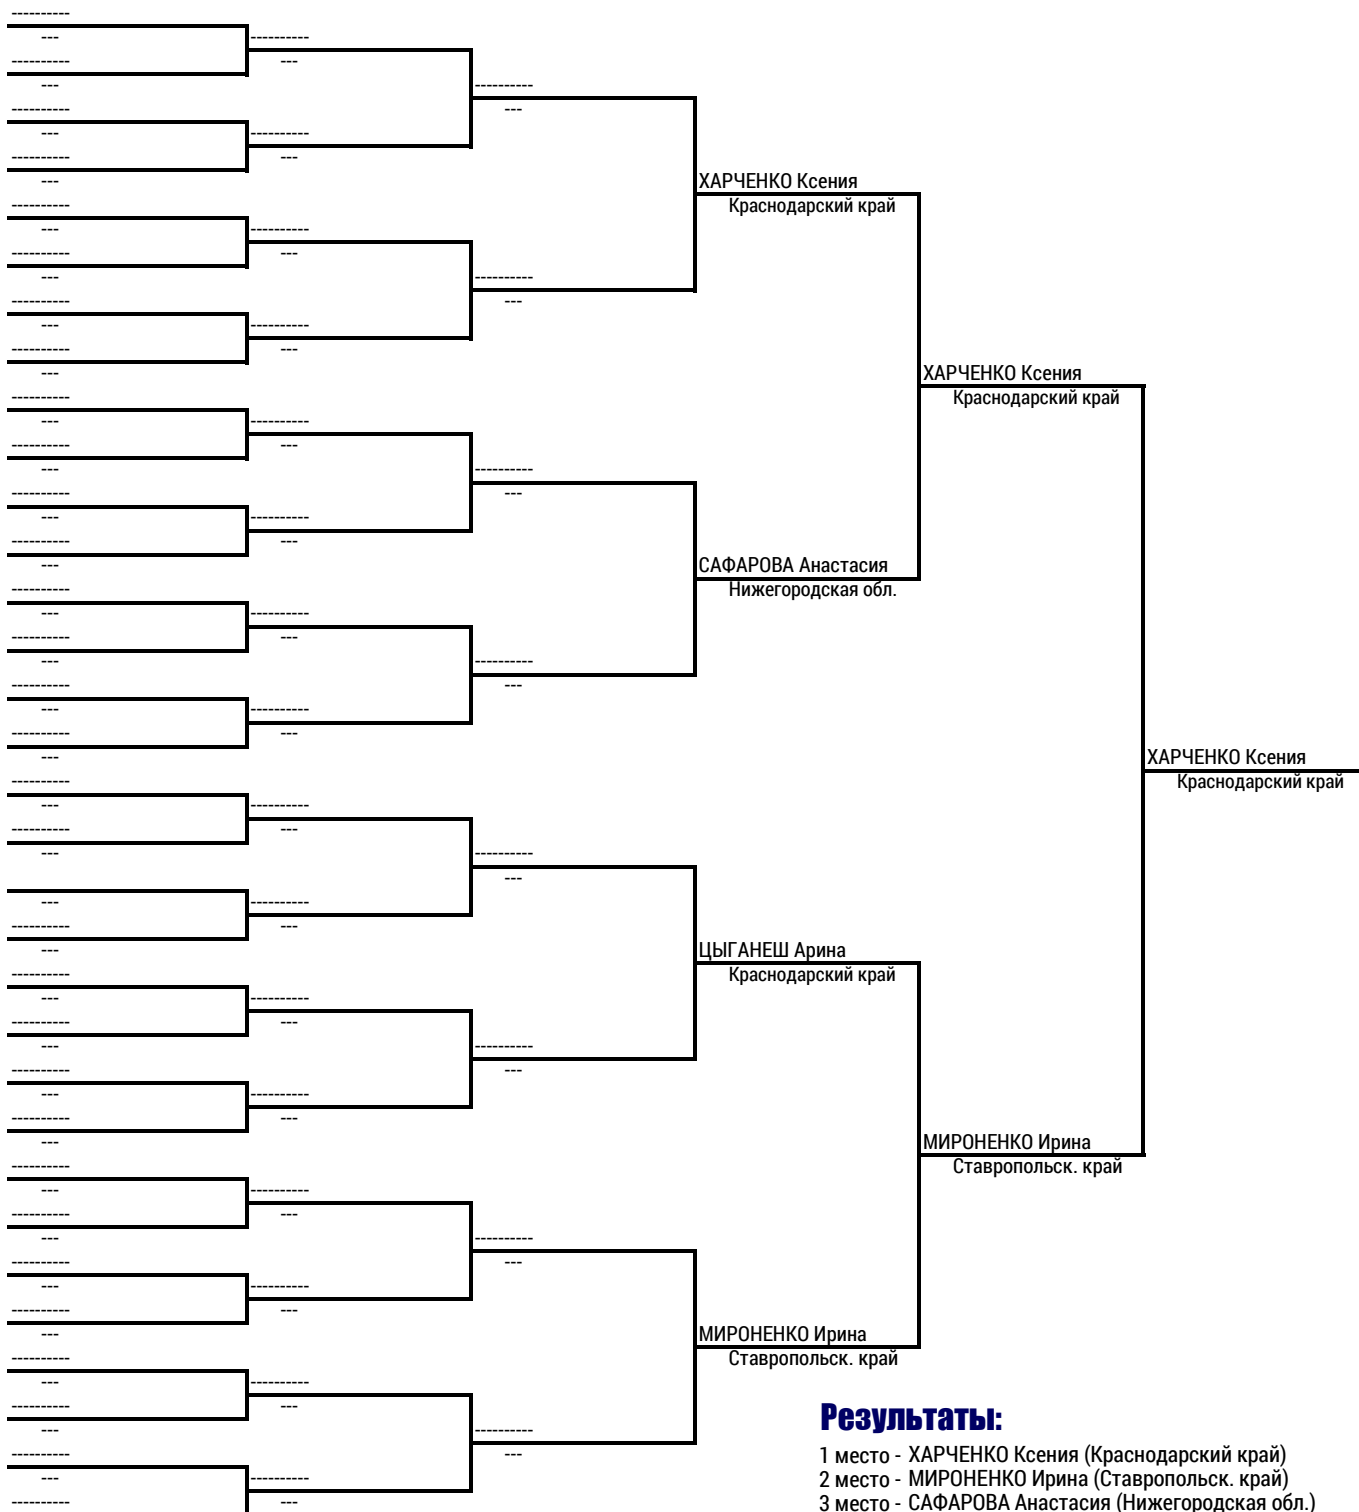 ХАРЧЕНКО Ксения
Краснодарский край
ХАРЧЕНКО Ксения
Краснодарский край
САФАРОВА Анастасия
Нижегородская обл.
ХАРЧЕНКО Ксения
Краснодарский край
ЦЫГАНЕШ Арина
Краснодарский край
МИРОНЕНКО Ирина
Ставропольск. край
МИРОНЕНКО Ирина
Ставропольск. край
Результаты:
1 место - ХАРЧЕНКО Ксения (Краснодарский край)
2 место - МИРОНЕНКО Ирина (Ставропольск. край)
3 место - САФАРОВА Анастасия (Нижегородская обл.)